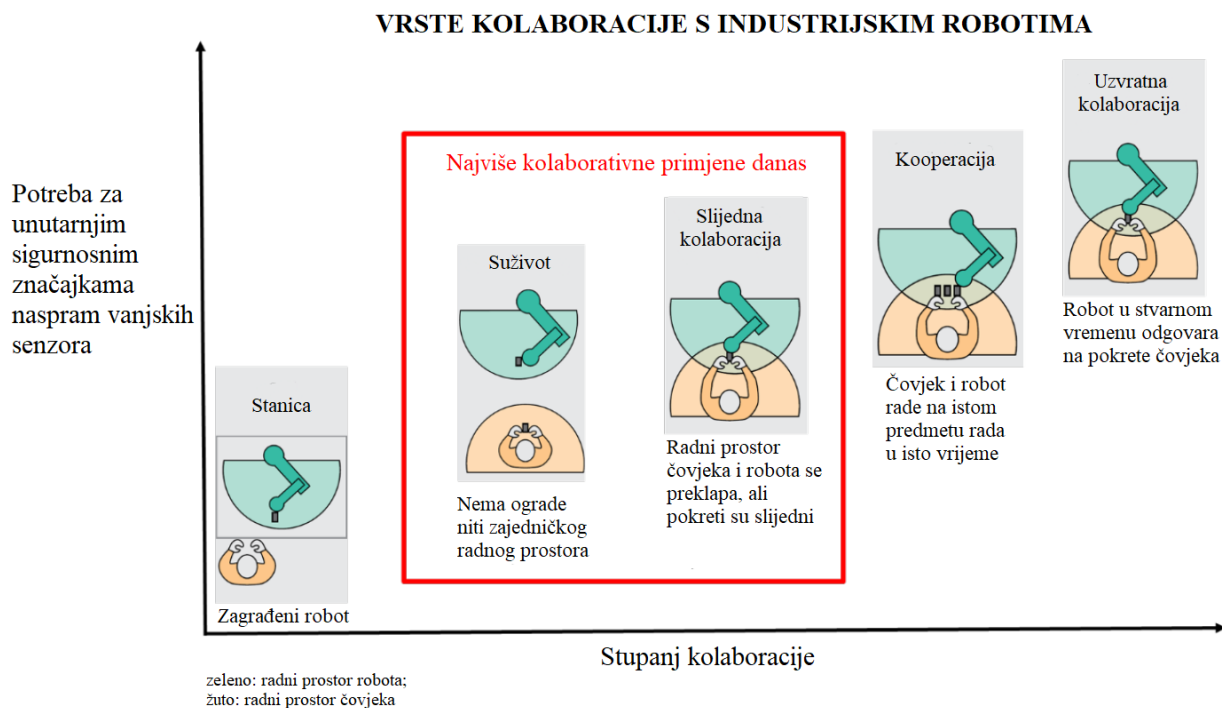 VRSTE KOLABORACIJE S INDUSTRIJSKIM ROBOTIMA
Potreba za
unutarnjim
sigurnosnim
značajkama
naspram vanjskih
senzora
Stanica
Zagrađeni robot
Najviše kolaborativne primjene danas
Suživot
Nema ograde
niti zajedničkog
radnog prostora
Slijedna
kolaboracija
Radni prostor
čovjeka i robota se
preklapa, ali
pokreti su slijedni
Kooperacija
Čovjek i robot
rade na istom
predmetu rada
u isto vrijeme
Uzvratna
kolaboracija
Robot u stvarnom
vremenu odgovara
na pokrete čovjeka
Stupanj kolaboracije
zeleno: radni prostor robota;
žuto: radni prostor čovjeka